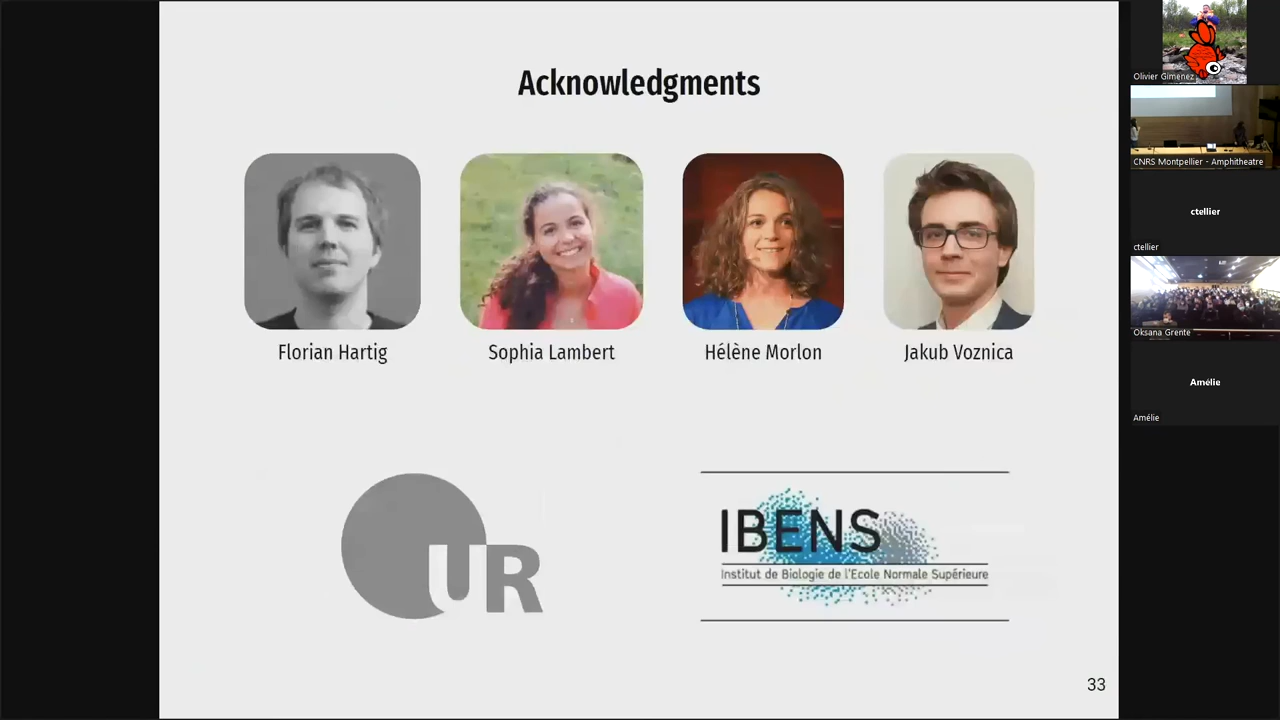 Acknowledgments
Florian Hartig
Sophia Lambert
Hélène Morlon
Jakub Voznica
UR
IBENS
Institut de Biologie de l'Ecole Normale Supérieure
33
Olivier Gimenez
CNRS Montpellier - Amphitheatre
ctellier
ctellier
Oksana Grente
Amélie
Amélie